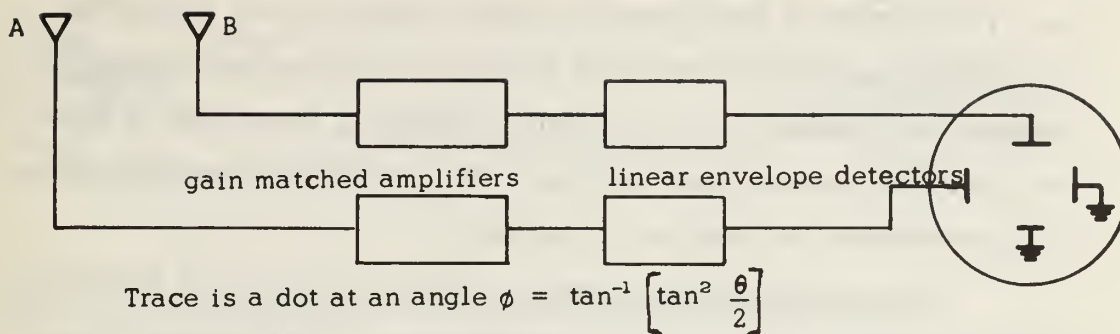 A B
gain matched amplifiers linear envelope detectors
Trace is a dot at an angle ϕ = tan⁻¹ [tan² θ/2]